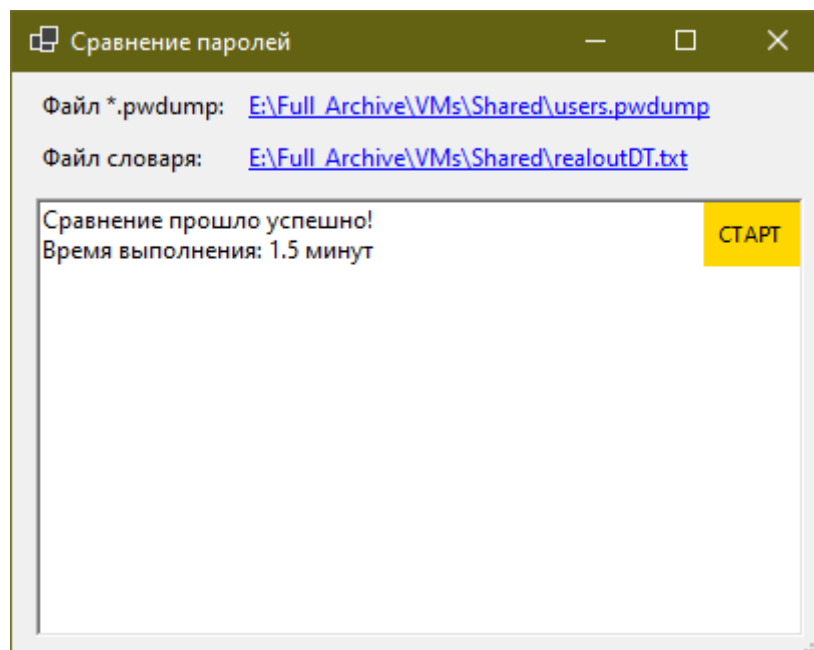 Сравнение паролей
Файл *.pwdump: E:\Full_Archive\VMs\Shared\users.pwdump
Файл словаря: E:\Full_Archive\VMs\Shared\realoutDT.txt
Сравнение прошло успешно!
Время выполнения: 1.5 минут
СТАРТ